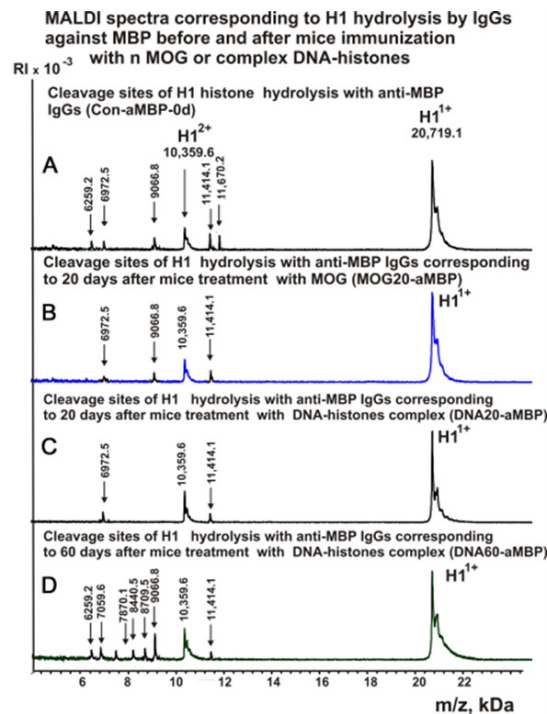 MALDI spectra corresponding to H1 hydrolysis by IgGs
against MBP before and after mice immunization
with n MOG or complex DNA-histones
RI x 10⁻³
Cleavage sites of H1 histone hydrolysis with anti-MBP
IgGs (Con-aMBP-0d)
A
6259.2
6972.5
9066.8
H1²⁺
10,359.6
11,414.1
11,670.2
H1¹⁺
20,719.1
Cleavage sites of H1 hydrolysis with anti-MBP IgGs corresponding
to 20 days after mice treatment with MOG (MOG20-aMBP)
B
6972.5
9066.8
10,359.6
11,414.1
H1¹⁺
Cleavage sites of H1 hydrolysis with anti-MBP IgGs corresponding
to 20 days after mice treatment with DNA-histones complex (DNA20-aMBP)
C
6972.5
10,359.6
11,414.1
H1¹⁺
Cleavage sites of H1 hydrolysis with anti-MBP IgGs corresponding
to 60 days after mice treatment with DNA-histones complex (DNA60-aMBP)
D
6259.2
7059.6
7870.1
8440.5
8709.5
9066.8
10,359.6
11,414.1
H1¹⁺
6 8 10 12 14 16 18 20 22
m/z, kDa